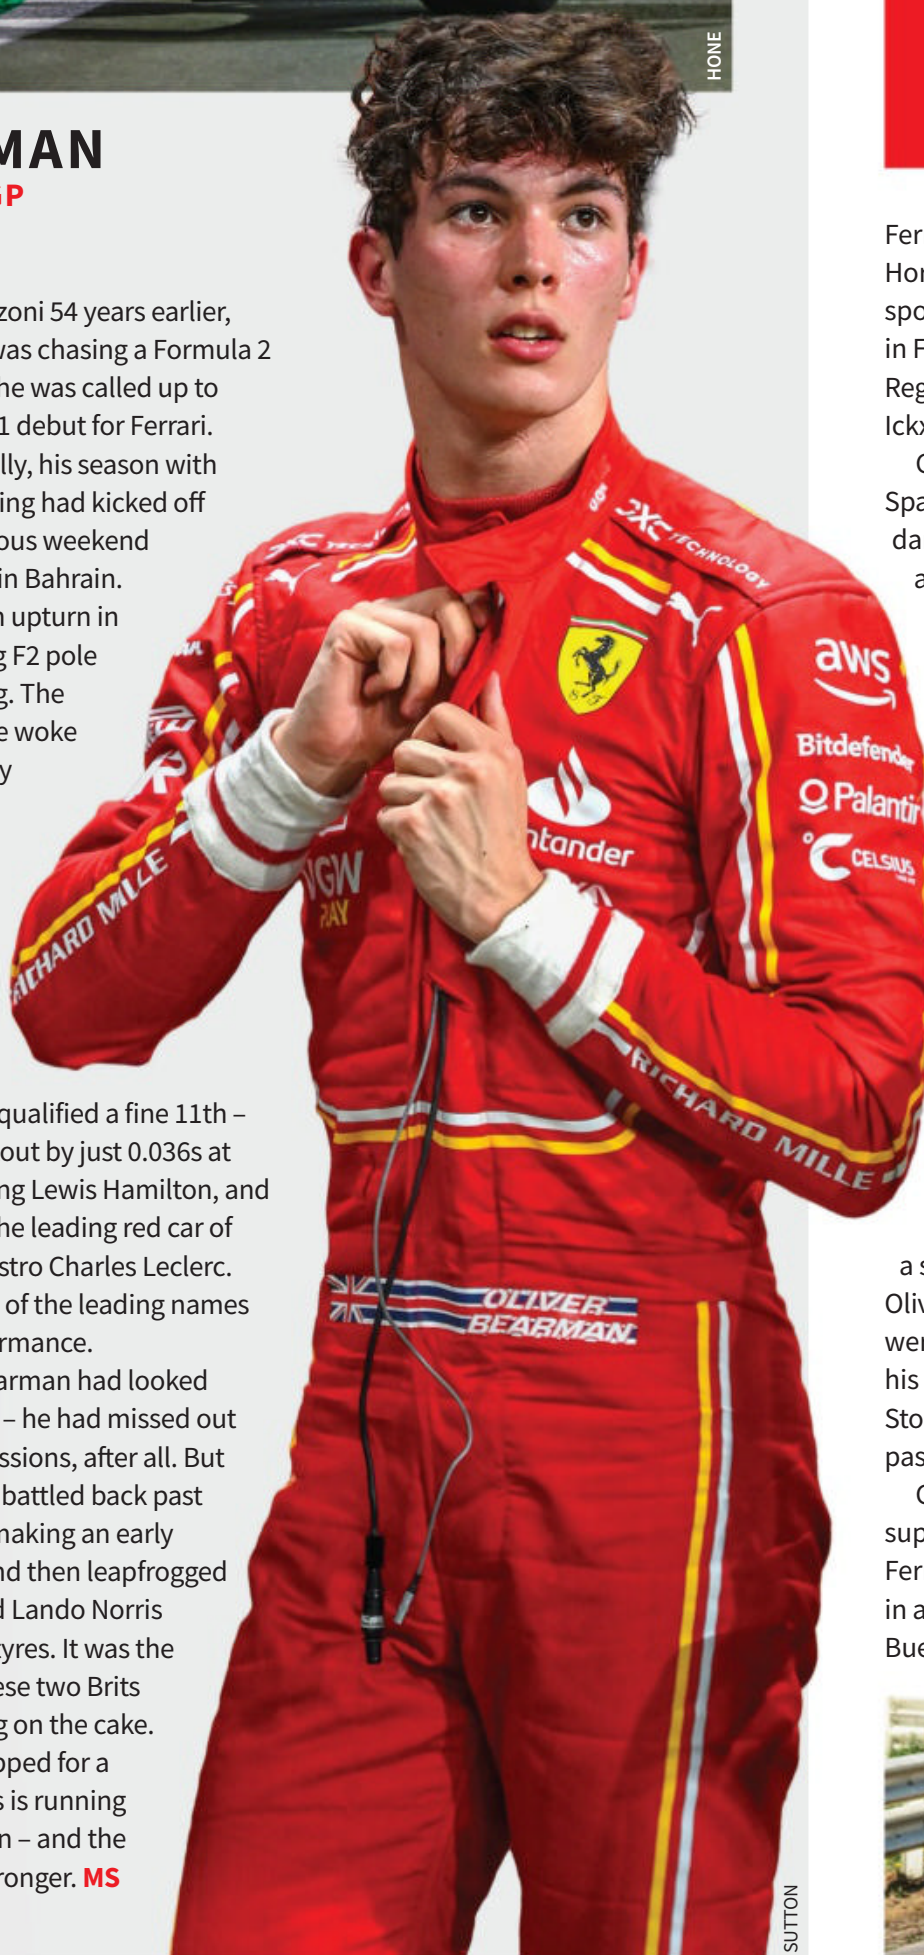 HONE
MAN
GP
zoni 54 years earlier,
was chasing a Formula 2
he was called up to
1 debut for Ferrari.
lly, his season with
ing had kicked off
ous weekend
in Bahrain.
n upturn in
g F2 pole
g. The
e woke
y
qualified a fine 11th –
out by just 0.036s at
ng Lewis Hamilton, and
he leading red car of
stro Charles Leclerc.
of the leading names
rmance.
arman had looked
– he had missed out
ssions, after all. But
battled back past
making an early
nd then leapfrogged
d Lando Norris
tyres. It was the
ese two Brits
g on the cake.
pped for a
s is running
n – and the
ronger. MS
DXC TECHNOLOGY
aws
Bitdefender
Palantir
CELSIUS
ntander
VGW
PLAY
RICHARD MILLE
RICHARD MILLE
OLIVER
BEARMAN
SUTTON
Fer
Hor
spo
in F
Reg
Ickx
Spa
da
a
a s
Oliv
wer
his
Sto
pas
sup
Fer
in a
Bue